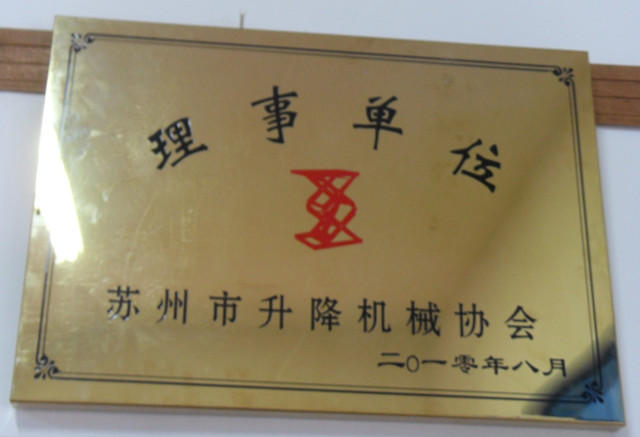 理事单位
苏州市升降机械协会
二〇一零年八月